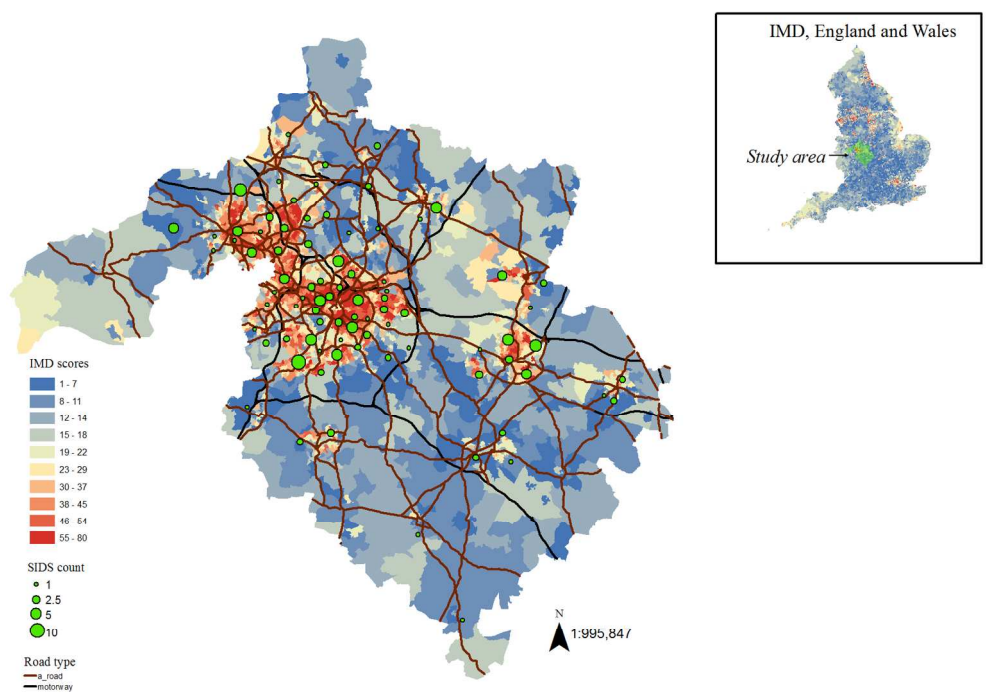 IMD, England and Wales
Study area
IMD scores
1 - 7
8 - 11
12 - 14
15 - 18
19 - 22
23 - 29
30 - 37
38 - 45
46 - 54
55 - 80
SIDS count
1
2.5
5
10
Road type
a_road
motorway
N
1:995,847